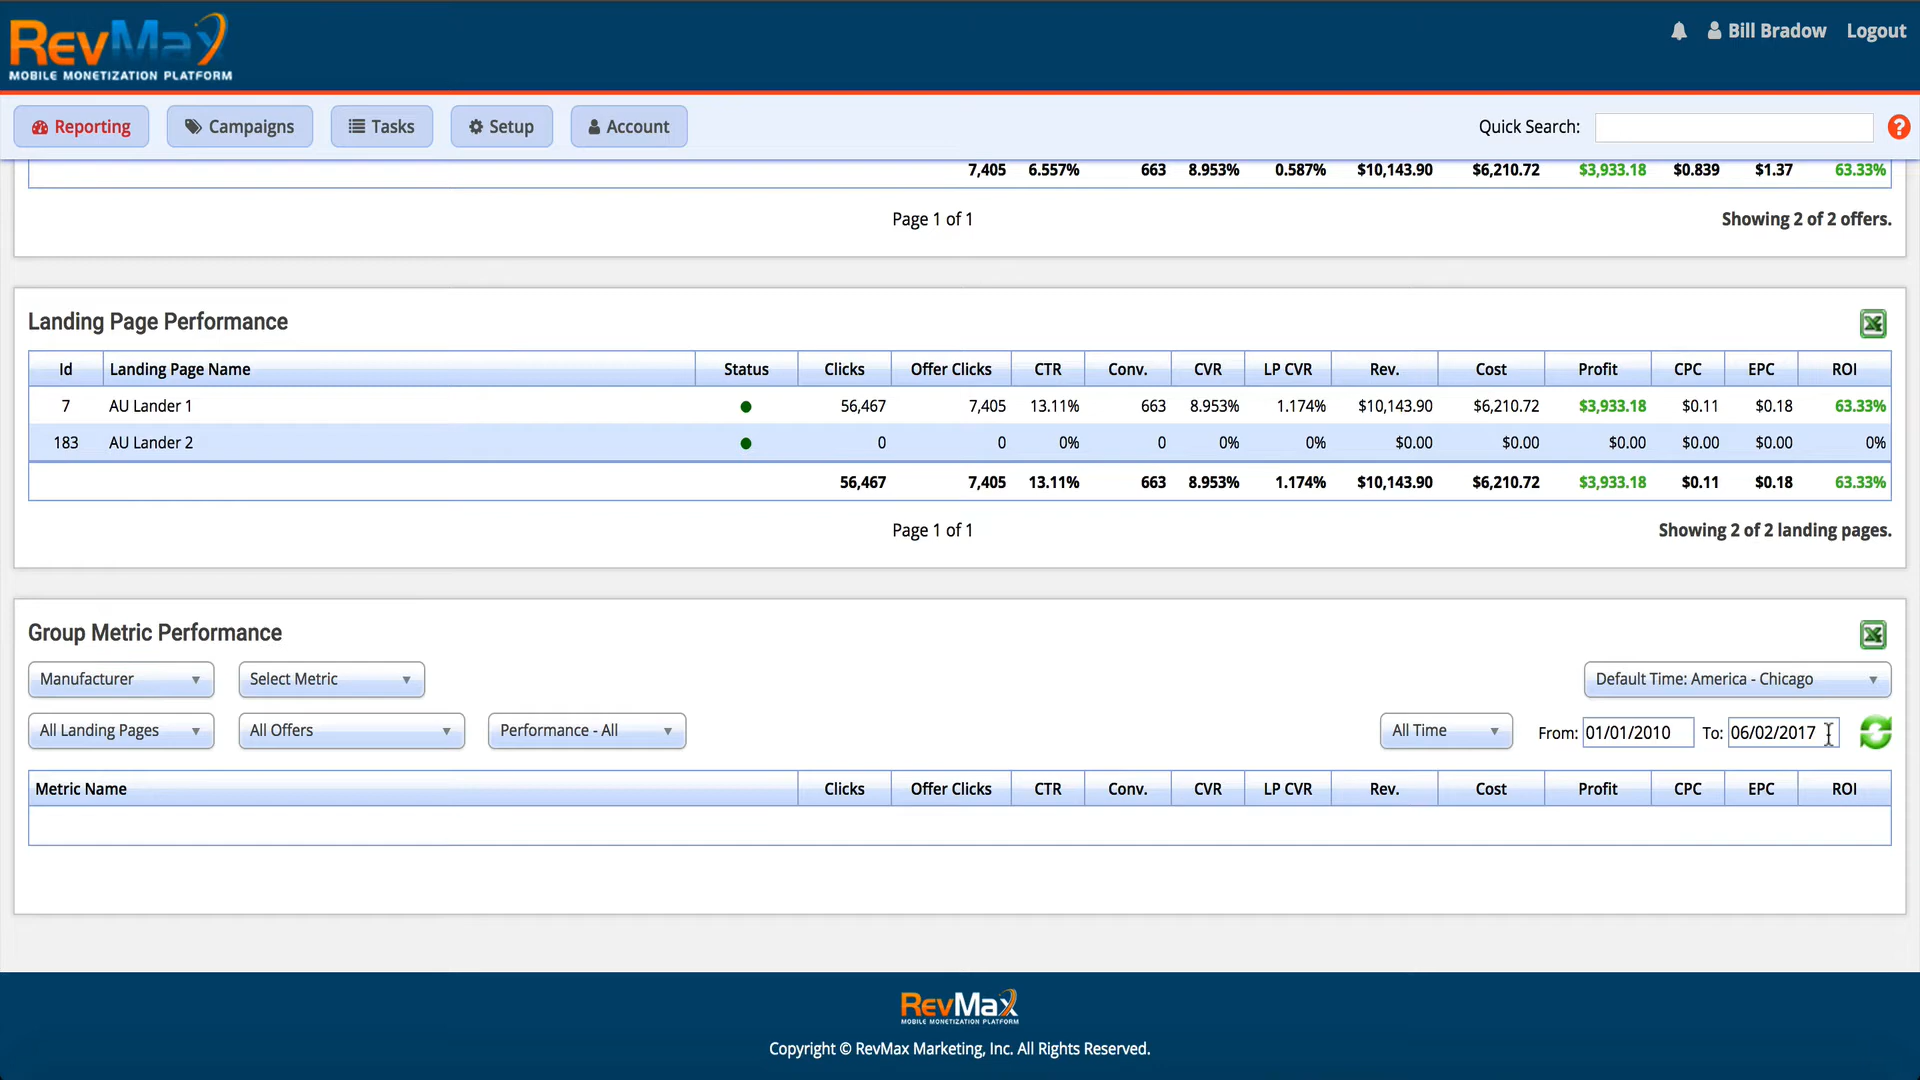 RevMax
MOBILE MONETIZATION PLATFORM
Bill Bradow Logout
Reporting Campaigns Tasks Setup Account Quick Search: ?
7,405 6.557% 663 8.953% 0.587% $10,143.90 $6,210.72 $3,933.18 $0.839 $1.37 63.33%
Page 1 of 1 Showing 2 of 2 offers.
Landing Page Performance
Id Landing Page Name Status Clicks Offer Clicks CTR Conv. CVR LP CVR Rev. Cost Profit CPC EPC ROI
7 AU Lander 1 56,467 7,405 13.11% 663 8.953% 1.174% $10,143.90 $6,210.72 $3,933.18 $0.11 $0.18 63.33%
183 AU Lander 2 0 0 0% 0 0% 0% $0.00 $0.00 $0.00 $0.00 $0.00 0%
56,467 7,405 13.11% 663 8.953% 1.174% $10,143.90 $6,210.72 $3,933.18 $0.11 $0.18 63.33%
Page 1 of 1 Showing 2 of 2 landing pages.
Group Metric Performance
Manufacturer Select Metric Default Time: America - Chicago
All Landing Pages All Offers Performance - All All Time From: 01/01/2010 To: 06/02/2017
Metric Name Clicks Offer Clicks CTR Conv. CVR LP CVR Rev. Cost Profit CPC EPC ROI
RevMax
MOBILE MONETIZATION PLATFORM
Copyright © RevMax Marketing, Inc. All Rights Reserved.